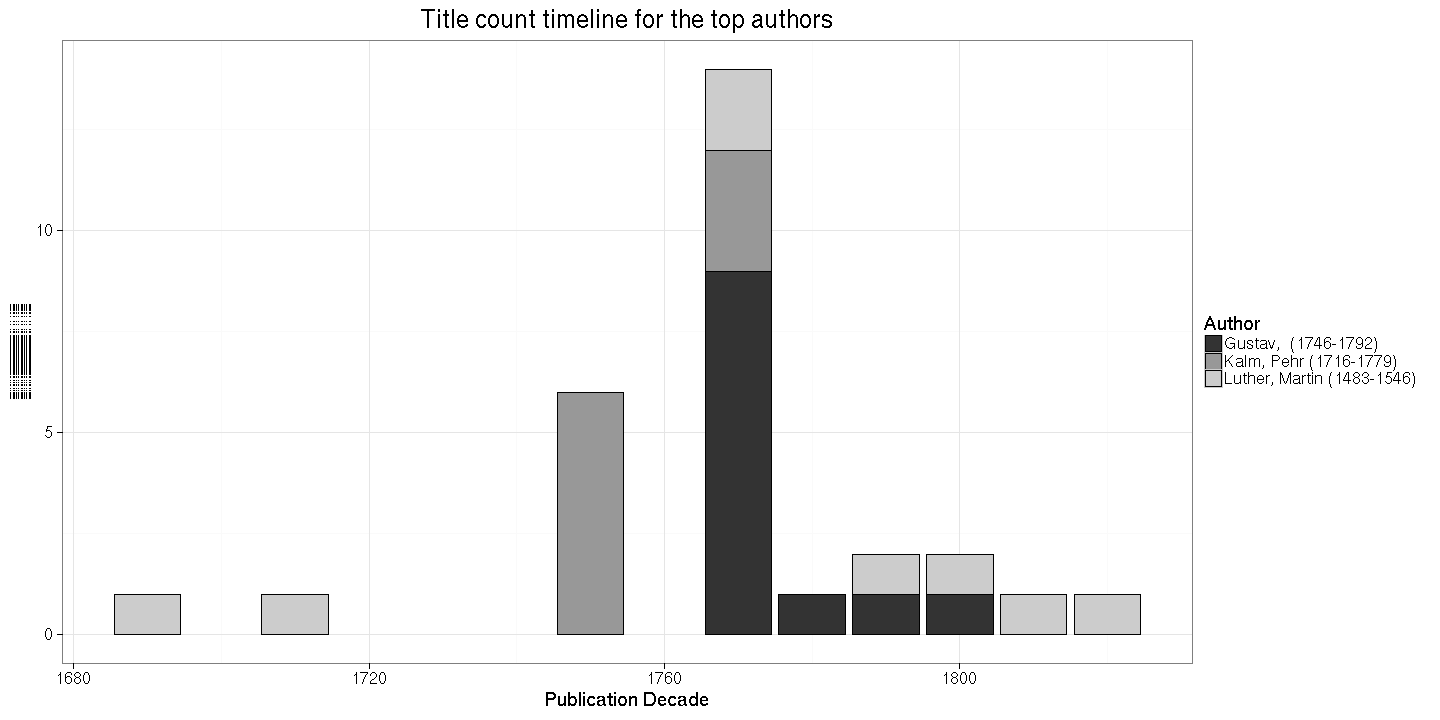 Title count timeline for the top authors
10
5
0
1680 1720 1760 1800
Publication Decade
Author
Gustav,  (1746-1792)
Kalm, Pehr (1716-1779)
Luther, Martin (1483-1546)